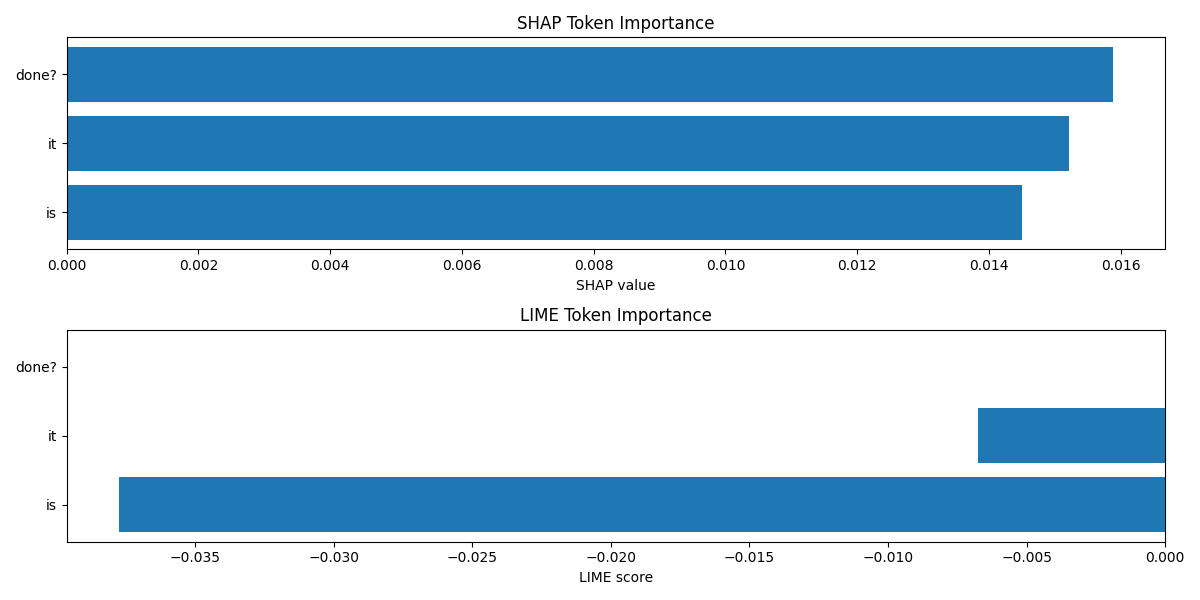 SHAP Token Importance
done?
it
is
0.000 0.002 0.004 0.006 0.008 0.010 0.012 0.014 0.016
SHAP value
LIME Token Importance
done?
it
is
−0.035 −0.030 −0.025 −0.020 −0.015 −0.010 −0.005 0.000
LIME score